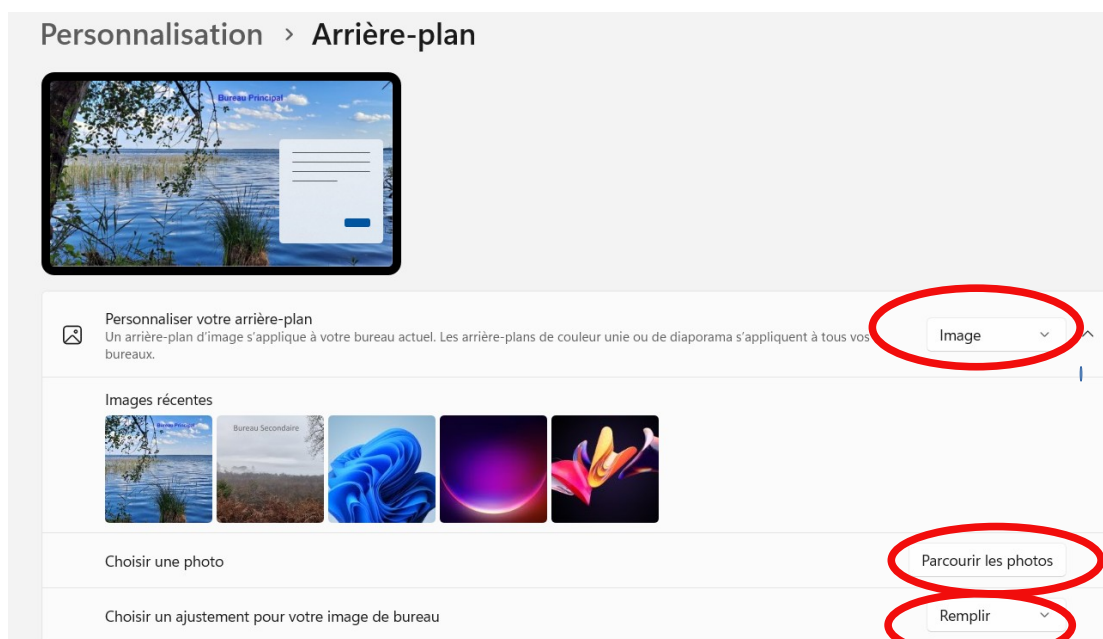 Personnalisation > Arrière-plan
Bureau Principal
Personnaliser votre arrière-plan
Un arrière-plan d'image s'applique à votre bureau actuel. Les arrière-plans de couleur unie ou de diaporama s'appliquent à tous vos
bureaux.
Image
Images récentes
Bureau Principal
Bureau Secondaire
Choisir une photo
Parcourir les photos
Choisir un ajustement pour votre image de bureau
Remplir